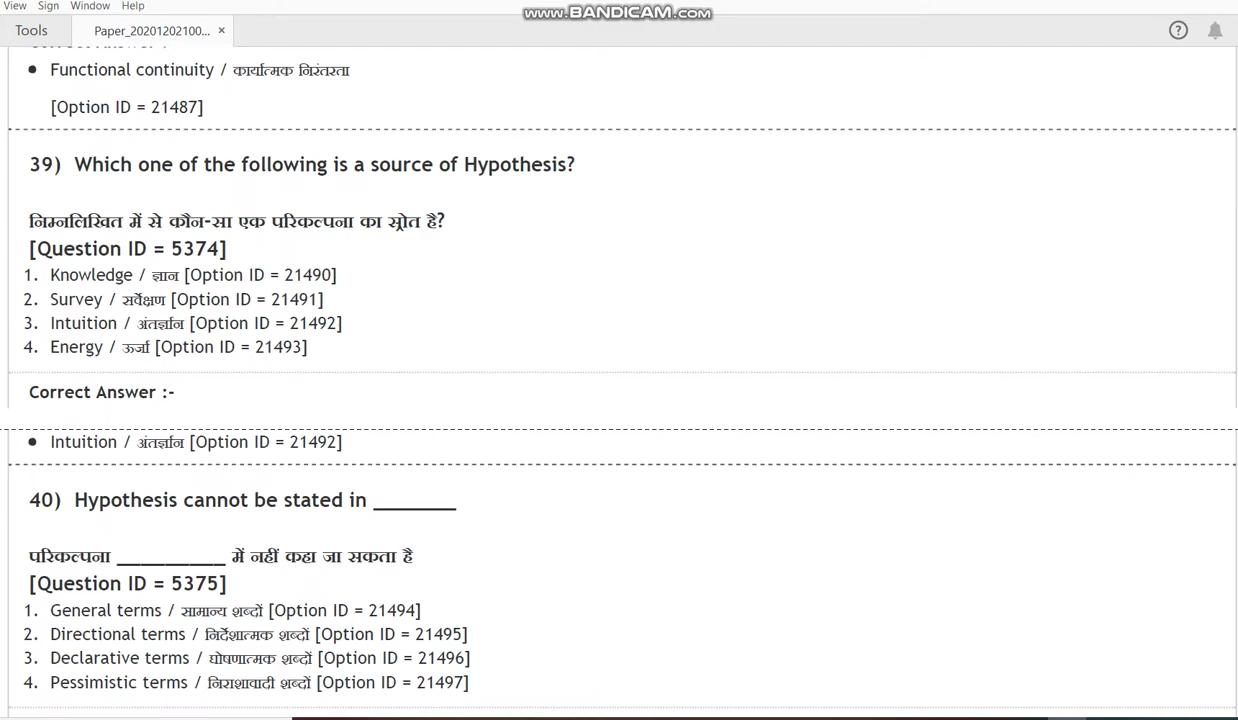 View Sign Window Help
www.BANDICAM.com
Tools Paper_20201202100... ×
Correct Answer :-
Functional continuity / कार्यात्मक निरंतरता
[Option ID = 21487]
39) Which one of the following is a source of Hypothesis?
निम्नलिखित में से कौन-सा एक परिकल्पना का स्रोत है?
[Question ID = 5374]
1. Knowledge / ज्ञान [Option ID = 21490]
2. Survey / सर्वेक्षण [Option ID = 21491]
3. Intuition / अंतर्ज्ञान [Option ID = 21492]
4. Energy / ऊर्जा [Option ID = 21493]
Correct Answer :-
Intuition / अंतर्ज्ञान [Option ID = 21492]
40) Hypothesis cannot be stated in ________
परिकल्पना __________ में नहीं कहा जा सकता है
[Question ID = 5375]
1. General terms / सामान्य शब्दों [Option ID = 21494]
2. Directional terms / निर्देशात्मक शब्दों [Option ID = 21495]
3. Declarative terms / घोषणात्मक शब्दों [Option ID = 21496]
4. Pessimistic terms / निराशावादी शब्दों [Option ID = 21497]